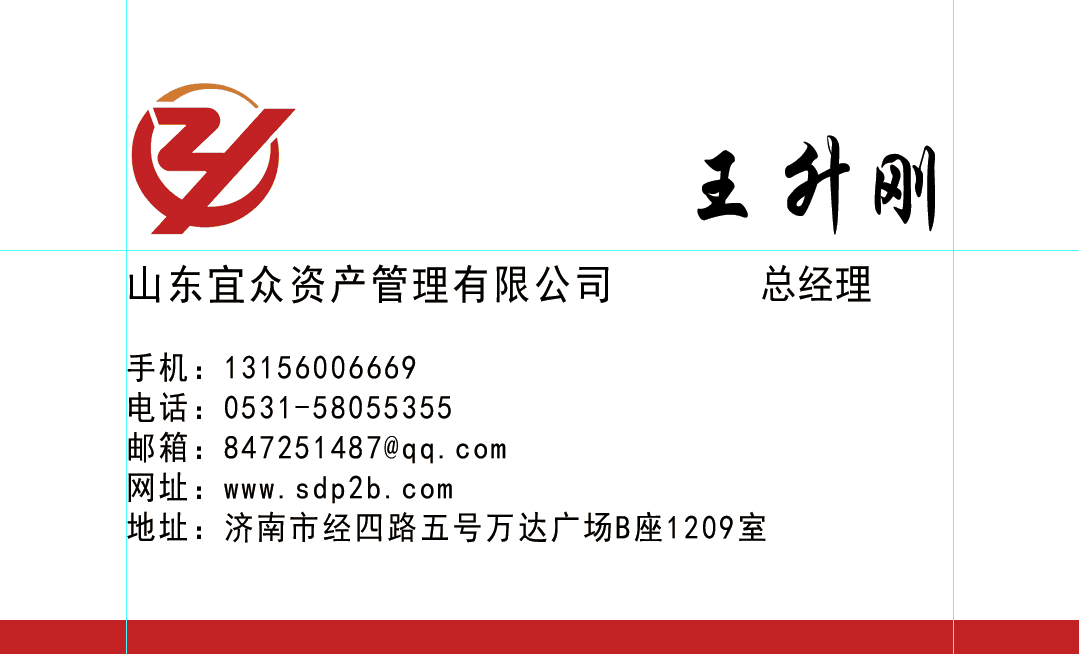 王升刚
山东宜众资产管理有限公司 总经理
手机：13156006669
电话：0531-58055355
邮箱：847251487@qq.com
网址：www.sdp2b.com
地址：济南市经四路五号万达广场B座1209室